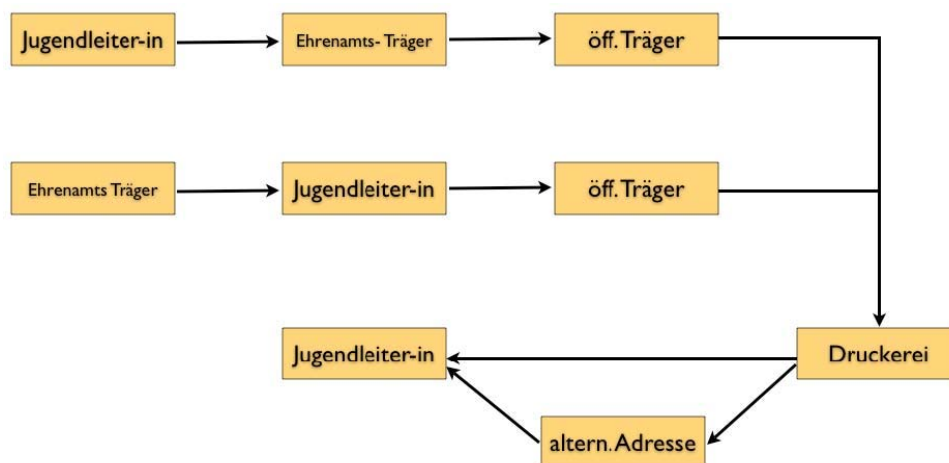 Jugendleiter-in
Ehrenamts- Träger
öff. Träger
Ehrenamts Träger
Jugendleiter-in
öff. Träger
Jugendleiter-in
Druckerei
altern. Adresse